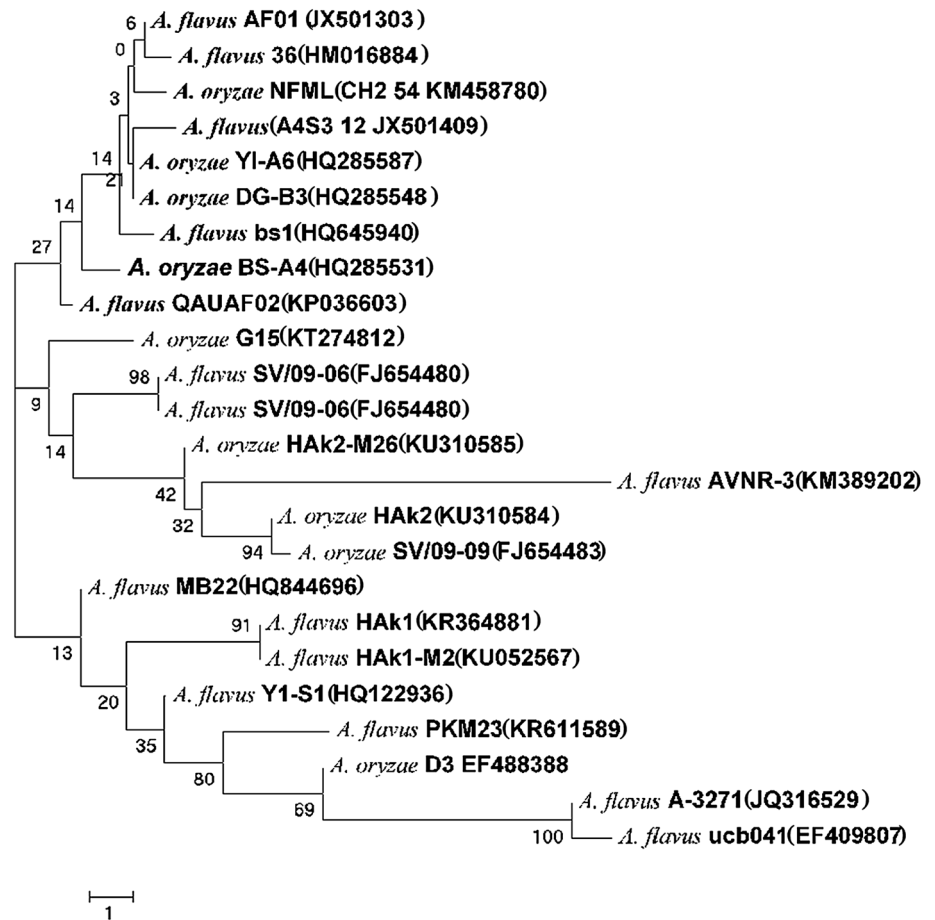 6 A. flavus AF01 (JX501303)
0
A. flavus 36(HM016884)
A. oryzae NFML(CH2 54 KM458780)
3
A. flavus(A4S3 12 JX501409)
14 A. oryzae YI-A6(HQ285587)
21
A. oryzae DG-B3(HQ285548)
14
A. flavus bs1(HQ645940)
27
A. oryzae BS-A4(HQ285531)
A. flavus QAUAF02(KP036603)
A. oryzae G15(KT274812)
98 A. flavus SV/09-06(FJ654480)
9 A. flavus SV/09-06(FJ654480)
14 A. oryzae HAk2-M26(KU310585)
A. flavus AVNR-3(KM389202)
42
32 A. oryzae HAk2(KU310584)
94 A. oryzae SV/09-09(FJ654483)
A. flavus MB22(HQ844696)
91 A. flavus HAk1(KR364881)
13 A. flavus HAk1-M2(KU052567)
20 A. flavus Y1-S1(HQ122936)
A. flavus PKM23(KR611589)
35
80 A. oryzae D3 EF488388
69 A. flavus A-3271(JQ316529)
100 A. flavus ucb041(EF409807)
1